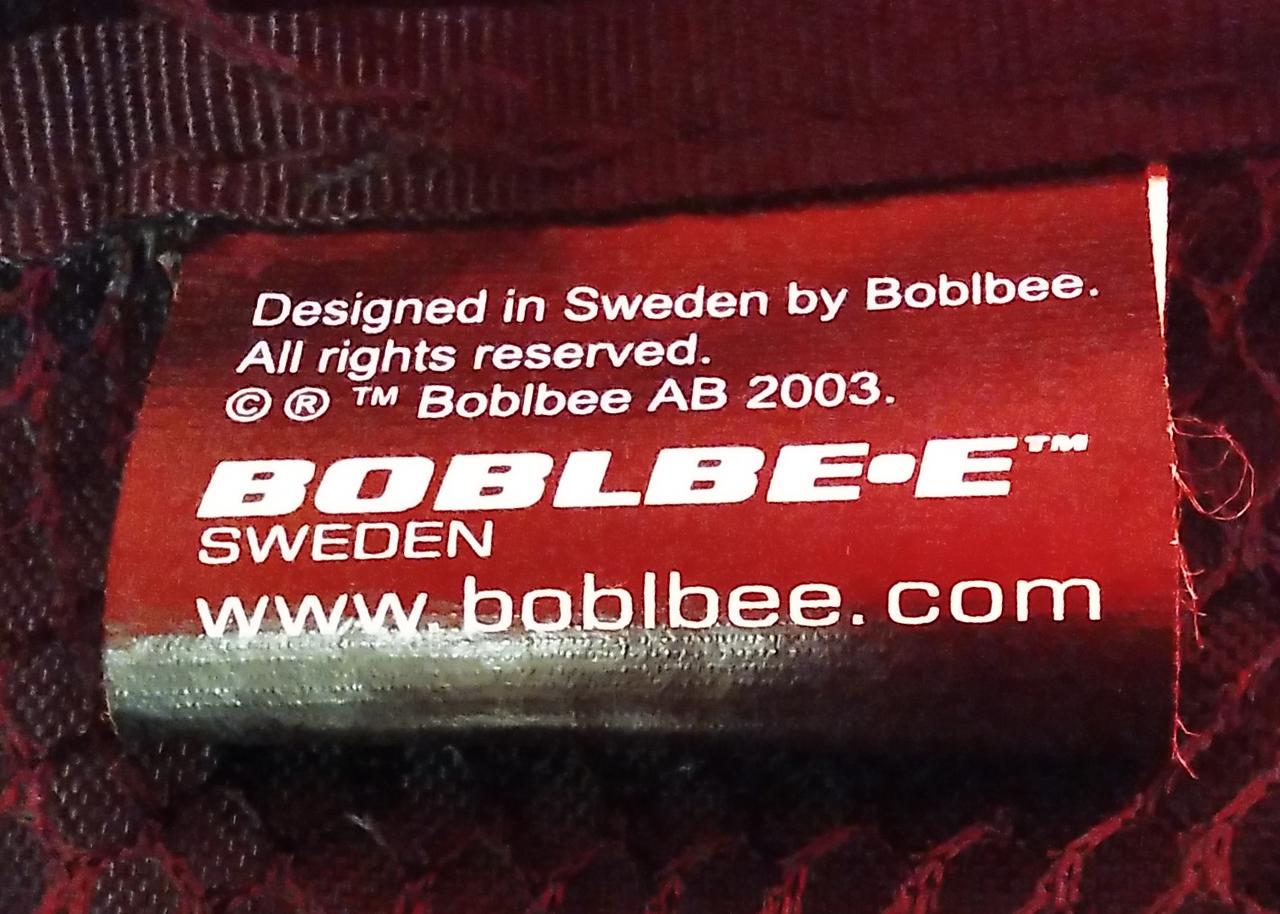 Designed in Sweden by Boblbee.
All rights reserved.
© ® ™ Boblbee AB 2003.
BOBLBE•E™
SWEDEN
www.boblbee.com